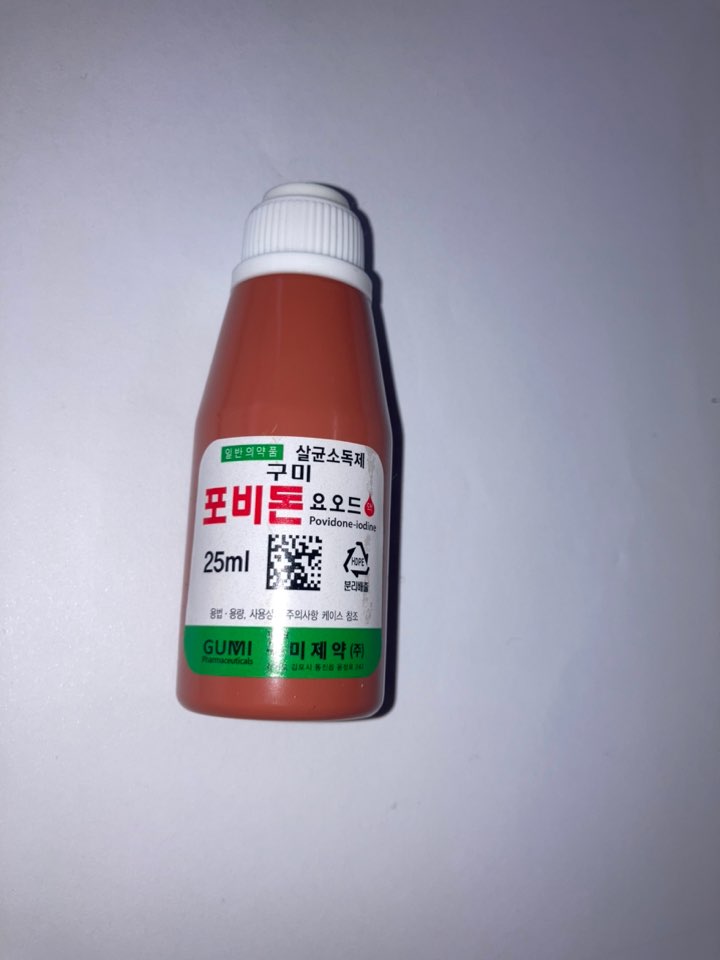 일반의약품 살균소독제
구미
포비돈 요오드
Povidone-iodine
25ml
HDPE
분리배출
용법·용량, 사용상 주의사항 케이스 참조
GUMI 미제약(주)
Pharmaceuticals